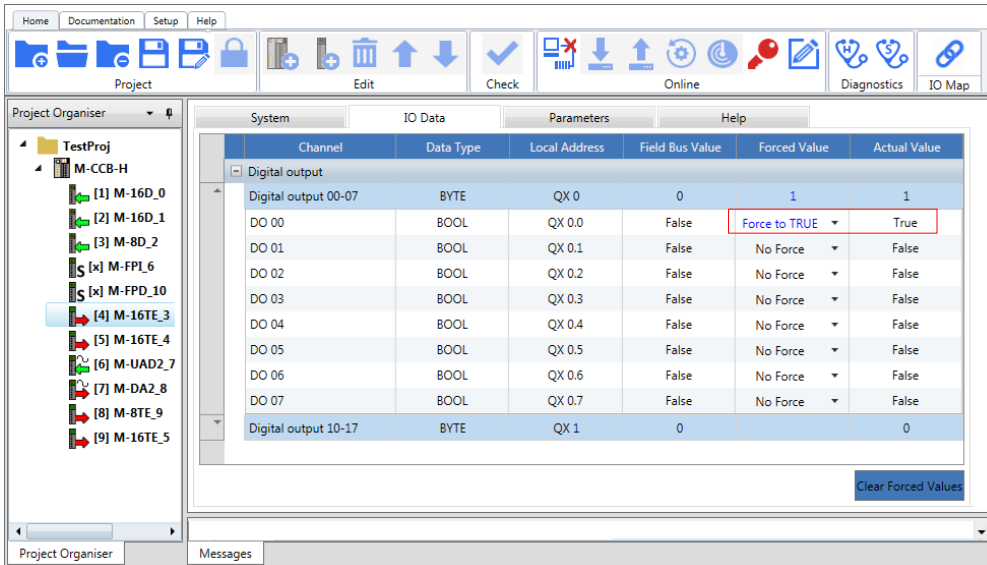 Home Documentation Setup Help
Project Edit Check Online Diagnostics IO Map
H S
Project Organiser
TestProj
M-CCB-H
[1] M-16D_0
[2] M-16D_1
[3] M-8D_2
S [x] M-FPI_6
S [x] M-FPD_10
[4] M-16TE_3
[5] M-16TE_4
[6] M-UAD2_7
[7] M-DA2_8
[8] M-8TE_9
[9] M-16TE_5
System IO Data Parameters Help
Channel Data Type Local Address Field Bus Value Forced Value Actual Value
Digital output
Digital output 00-07 BYTE QX 0 0 1 1
DO 00 BOOL QX 0.0 False Force to TRUE True
DO 01 BOOL QX 0.1 False No Force False
DO 02 BOOL QX 0.2 False No Force False
DO 03 BOOL QX 0.3 False No Force False
DO 04 BOOL QX 0.4 False No Force False
DO 05 BOOL QX 0.5 False No Force False
DO 06 BOOL QX 0.6 False No Force False
DO 07 BOOL QX 0.7 False No Force False
Digital output 10-17 BYTE QX 1 0 0
Clear Forced Values
Project Organiser
Messages